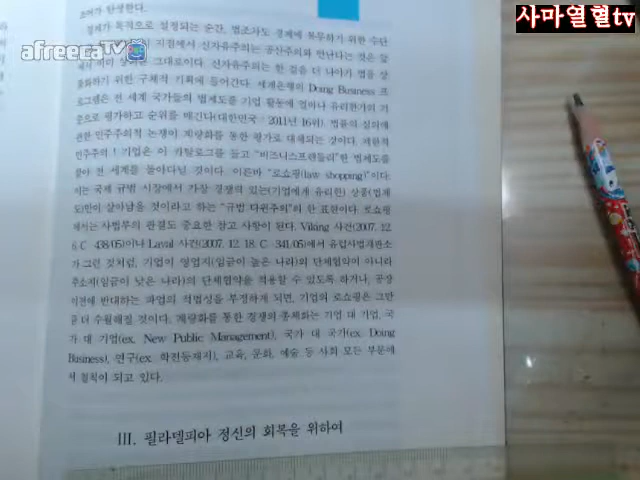 조어가 탄생한다.
경제가 목적으로 설정되는 순간, 법조차도 경제에 복무하기 위한 수단
지점에서 신자유주의는 공산주의와 만난다는 것은 앞
그대로이다. 신자유주의는 한 걸음 더 나아가 법을 상
품화하기 위한 구체적 기획에 들어간다. 세계은행의 Doing Business 프
로그램은 전 세계 국가들의 법제도를 기업 활동에 얼마나 유리한가의 기
준으로 평가하고 순위를 매긴다(대한민국 : 2011년 16위). 법률의 정의에
관한 민주주의적 논쟁이 계량화를 통한 평가로 대체되는 것이다. 제한적
민주주의! 기업은 이 카탈로그를 들고 "비즈니스프렌들리"한 법제도를
찾아 전 세계를 돌아다닐 것이다. 이른바 "로쇼핑(law shopping)"이다.
이는 국제 규범 시장에서 가장 경쟁력 있는(기업에게 유리한) 상품(법제
도)만이 살아남을 것이라고 하는 "규범 다윈주의"의 한 표현이다. 로쇼핑
에서는 사법부의 판결도 중요한 참고 사항이 된다. Viking 사건(2007. 12.
6. C-438/05)이나 Laval 사건(2007. 12. 18. C-341/05)에서 유럽사법재판소
가 그런 것처럼, 기업이 영업지(임금이 높은 나라)의 단체협약이 아니라
주소지(임금이 낮은 나라)의 단체협약을 적용할 수 있도록 하거나, 공장
이전에 반대하는 파업의 적법성을 부정하게 되면, 기업의 로쇼핑은 그만
큼 더 수월해질 것이다. 계량화를 통한 경쟁의 총체화는 기업 대 기업, 국
가 대 기업(ex. New Public Management), 국가 대 국가(ex. Doing
Business), 연구(ex. 학진등재지), 교육, 문화, 예술 등 사회 모든 부문에
서 원칙이 되고 있다.
III. 필라델피아 정신의 회복을 위하여
afreecaTV
사마열혈tv